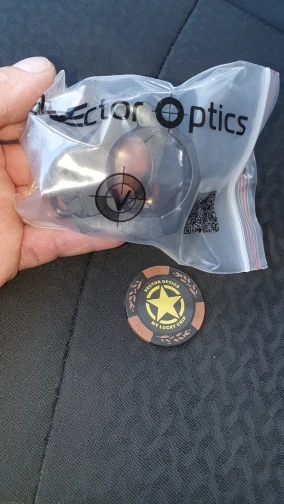 Vector Optics
V
VECTOR OPTICS
MY LUCKY CHIP